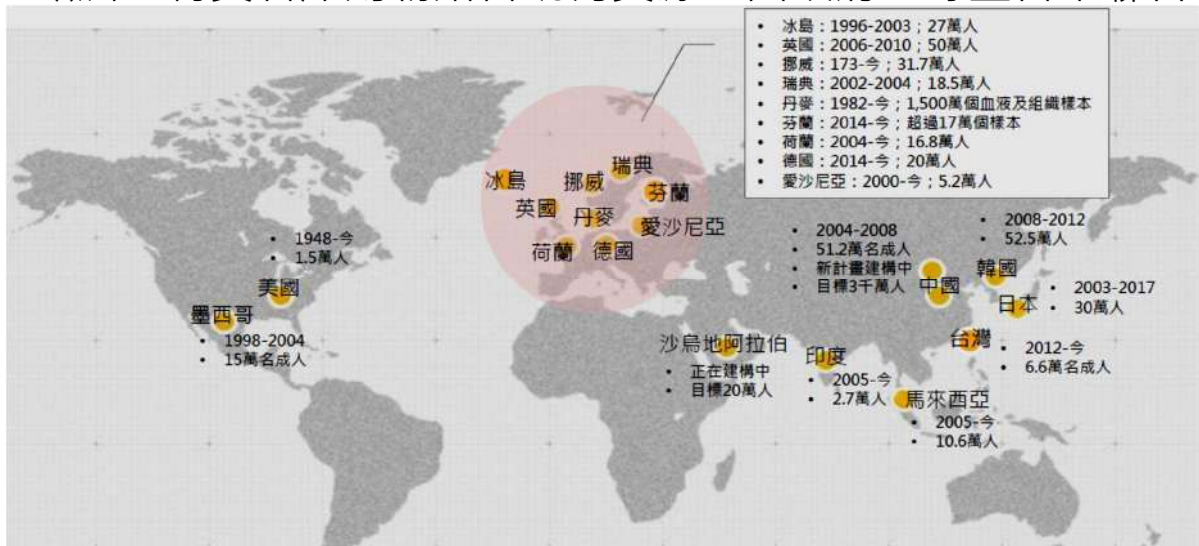 • 冰島：1996-2003；27萬人
• 英國：2006-2010；50萬人
• 挪威：173-今；31.7萬人
• 瑞典：2002-2004；18.5萬人
• 丹麥：1982-今；1,500萬個血液及組織樣本
• 芬蘭：2014-今；超過17萬個樣本
• 荷蘭：2004-今；16.8萬人
• 德國：2014-今；20萬人
• 愛沙尼亞：2000-今；5.2萬人
冰島
挪威
瑞典
芬蘭
英國
丹麥
愛沙尼亞
荷蘭
德國
• 1948-今
• 1.5萬人
美國
墨西哥
• 1998-2004
• 15萬名成人
• 2004-2008
• 51.2萬名成人
• 新計畫建構中
• 目標3千萬人
中國
• 2008-2012
• 52.5萬人
韓國
• 2003-2017
• 30萬人
日本
台灣
• 2012-今
• 6.6萬名成人
沙烏地阿拉伯
• 正在建構中
• 目標20萬人
印度
• 2005-今
• 2.7萬人
馬來西亞
• 2005-今
• 10.6萬人